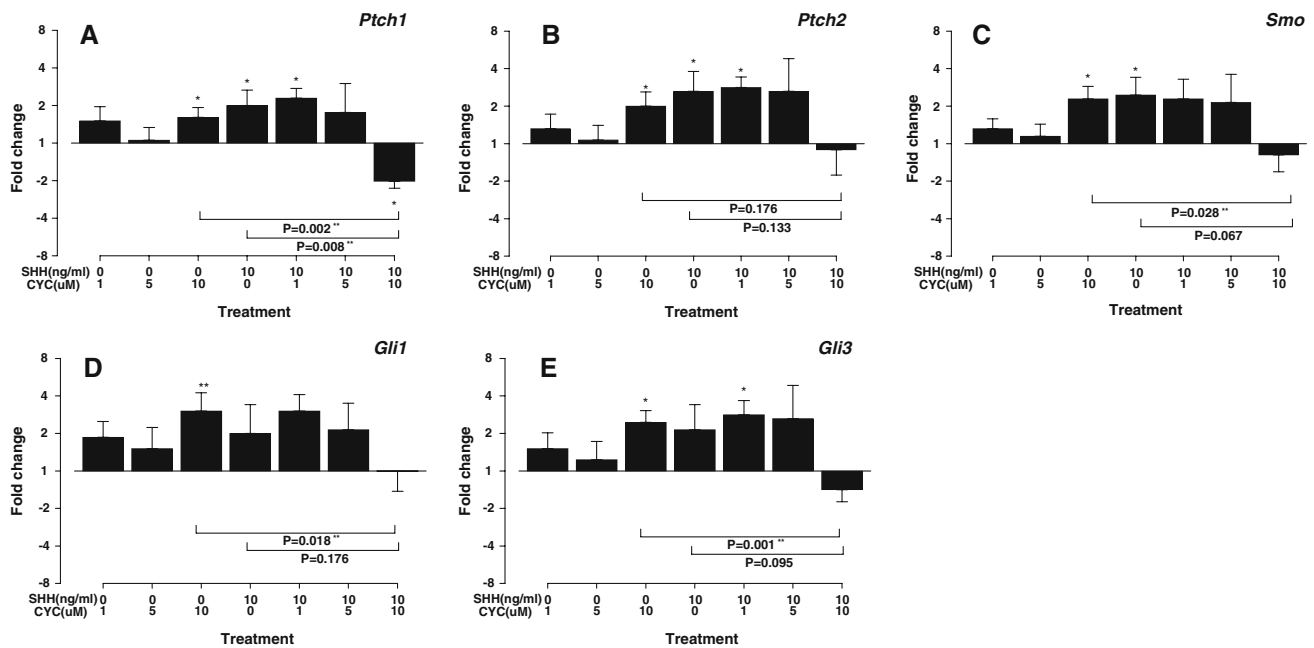 A
Ptch1
8
4
2
1
-2
-4
-8
Fold change
*
*
*
*
P=0.002 **
P=0.008 **
SHH(ng/ml) 0 0 0 10 10 10 10
CYC(uM) 1 5 10 0 1 5 10
Treatment
B
Ptch2
8
4
2
1
-2
-4
-8
Fold change
*
*
*
P=0.176
P=0.133
SHH(ng/ml) 0 0 0 10 10 10 10
CYC(uM) 1 5 10 0 1 5 10
Treatment
C
Smo
8
4
2
1
-2
-4
-8
Fold change
*
*
P=0.028 **
P=0.067
SHH(ng/ml) 0 0 0 10 10 10 10
CYC(uM) 1 5 10 0 1 5 10
Treatment
D
Gli1
8
4
2
1
-2
-4
-8
Fold change
**
P=0.018 **
P=0.176
SHH(ng/ml) 0 0 0 10 10 10 10
CYC(uM) 1 5 10 0 1 5 10
Treatment
E
Gli3
8
4
2
1
-2
-4
-8
Fold change
*
*
P=0.001 **
P=0.095
SHH(ng/ml) 0 0 0 10 10 10 10
CYC(uM) 1 5 10 0 1 5 10
Treatment